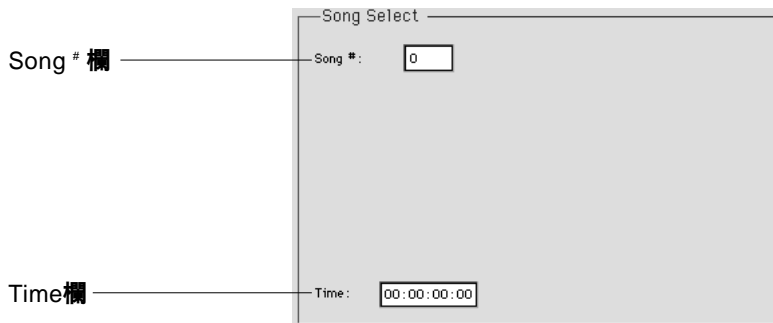 Song Select
Song # 欄
Song #: 0
Time欄
Time: 00:00:00:00